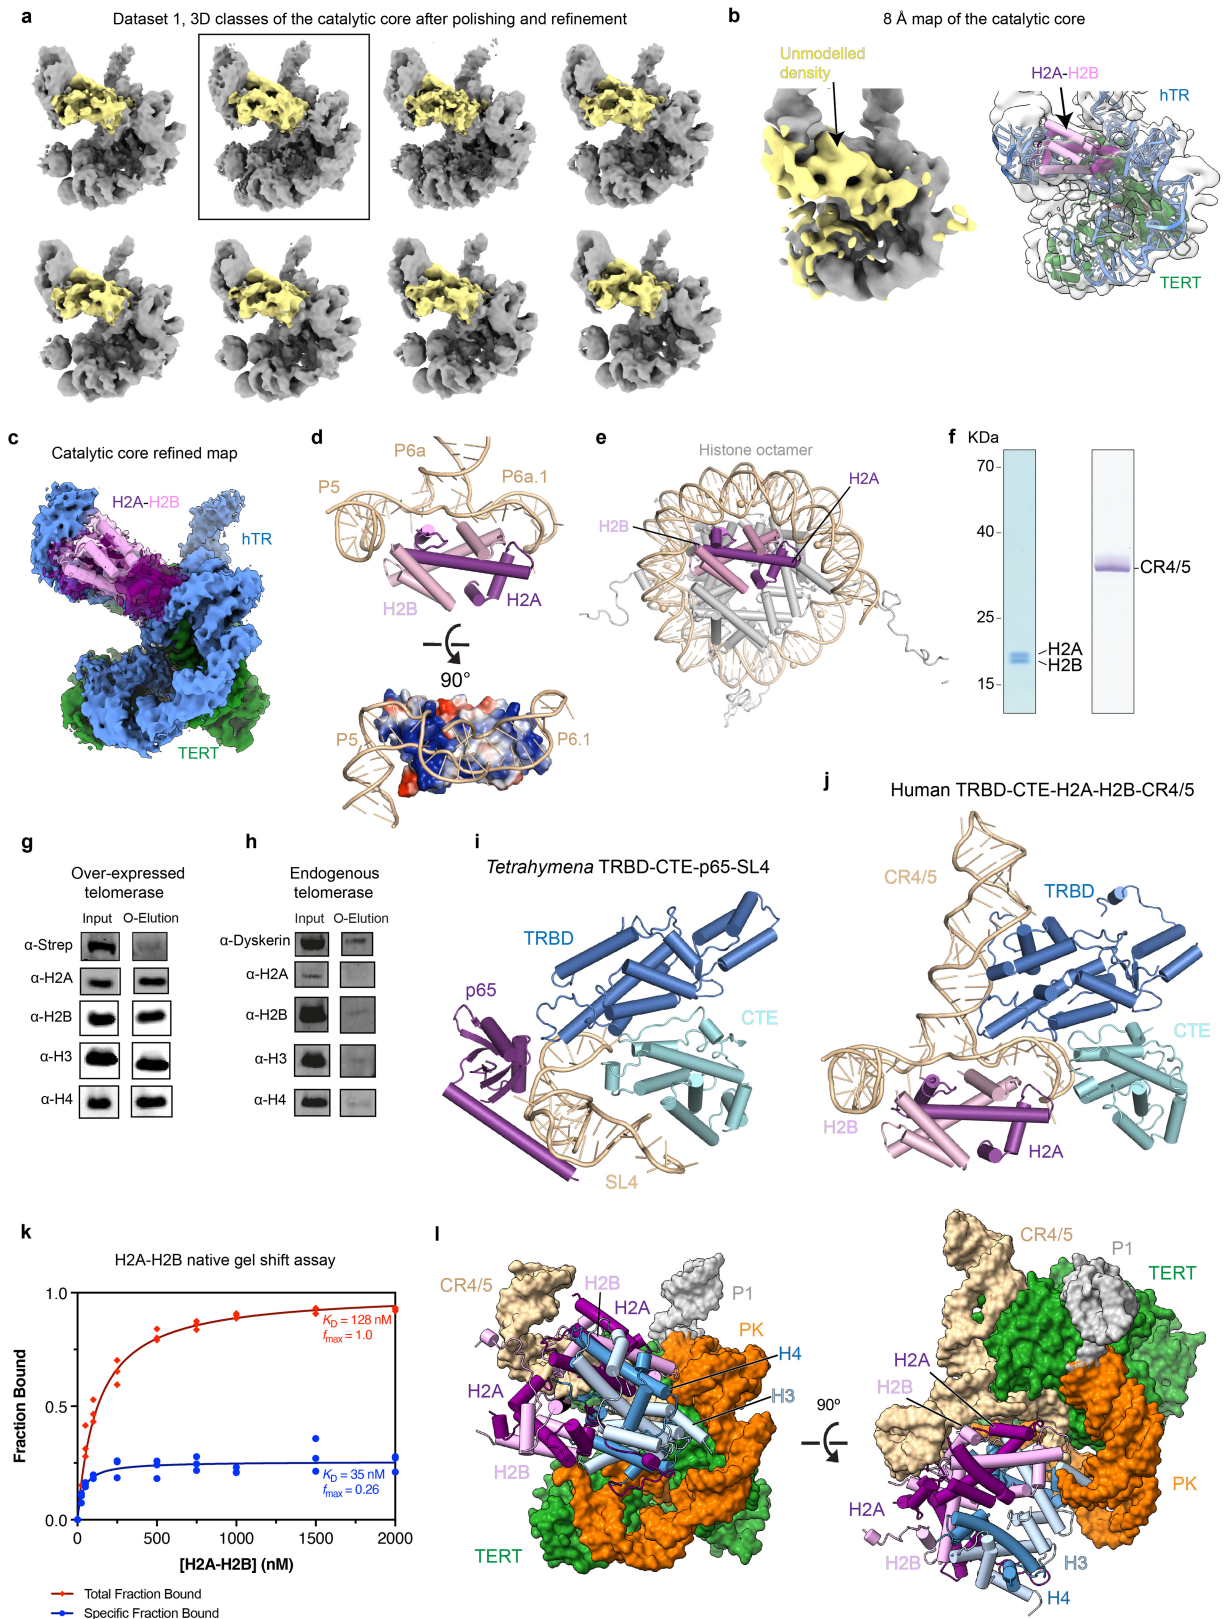 a
Dataset 1, 3D classes of the catalytic core after polishing and refinement
b
8 Å map of the catalytic core
Unmodelled
density
H2A-H2B
hTR
TERT
c
Catalytic core refined map
H2A-H2B
hTR
TERT
d
P6a
P5
P6a.1
H2B
H2A
90°
P5
P6.1
e
Histone octamer
H2A
H2B
f
KDa
70
40
25
15
H2A
H2B
CR4/5
g
Over-expressed
telomerase
Input
O-Elution
α-Strep
α-H2A
α-H2B
α-H3
α-H4
h
Endogenous
telomerase
Input
O-Elution
α-Dyskerin
α-H2A
α-H2B
α-H3
α-H4
i
Tetrahymena TRBD-CTE-p65-SL4
TRBD
p65
CTE
SL4
j
Human TRBD-CTE-H2A-H2B-CR4/5
CR4/5
TRBD
CTE
H2B
H2A
k
H2A-H2B native gel shift assay
Fraction Bound
1.0
0.5
0.0
KD = 128 nM
fmax = 1.0
KD = 35 nM
fmax = 0.26
0
500
1000
1500
2000
[H2A-H2B] (nM)
Total Fraction Bound
Specific Fraction Bound
l
CR4/5
H2B
H2A
P1
PK
H4
H3
H2A
H2B
TERT
90º
CR4/5
P1
TERT
H2A
H2B
PK
H2A
H2B
H3
H4